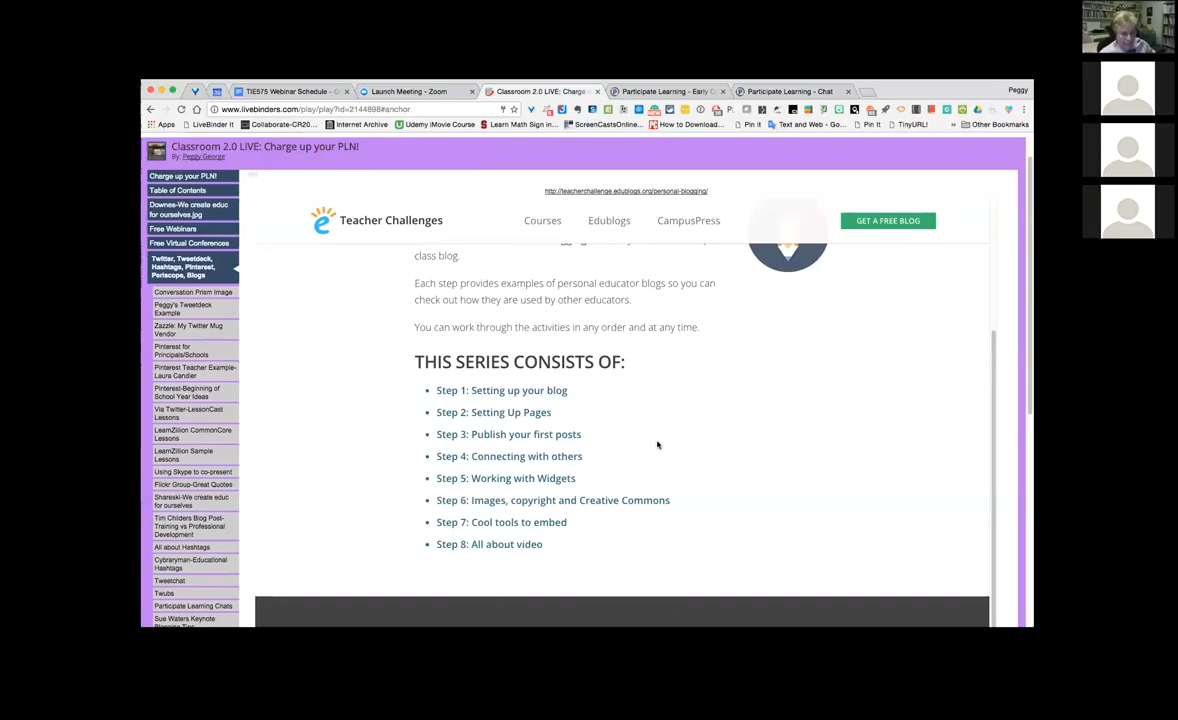 TIE575 Webinar Schedule - G
Launch Meeting - Zoom
Classroom 2.0 LIVE: Charge u
Participate Learning - Early C
Participate Learning - Chat
Peggy
www.livebinders.com/play/play?id=2144898#anchor
Apps
LiveBinder It
Collaborate-CR20...
Internet Archive
Udemy iMovie Course
Learn Math Sign in...
ScreenCastsOnline...
How to Download...
Pin It
Text and Web - Go...
Pin It
TinyURL!
» Other Bookmarks
Classroom 2.0 LIVE: Charge up your PLN!
By: Peggy George
Charge up your PLN!
Table of Contents
Downes-We create educ
for ourselves.jpg
Free Webinars
Free Virtual Conferences
Twitter, Tweetdeck,
Hashtags, Pinterest,
Periscope, Blogs
Conversation Prism Image
Peggy's Tweetdeck
Example
Zazzle: My Twitter Mug
Vendor
Pinterest for
Principals/Schools
Pinterest Teacher Example-
Laura Candler
Pinterest-Beginning of
School Year Ideas
Via Twitter-LessonCast
Lessons
LearnZillion CommonCore
Lessons
LearnZillion Sample
Lessons
Using Skype to co-present
Flickr Group-Great Quotes
Shareski-We create educ
for ourselves
Tim Childers Blog Post-
Training vs Professional
Development
All about Hashtags
Cybraryman-Educational
Hashtags
Tweetchat
Twubs
Participate Learning Chats
Sue Waters Keynote
http://teacherchallenge.edublogs.org/personal-blogging/
Teacher Challenges
Courses
Edublogs
CampusPress
GET A FREE BLOG
class blog.
Each step provides examples of personal educator blogs so you can
check out how they are used by other educators.
You can work through the activities in any order and at any time.
THIS SERIES CONSISTS OF:
• Step 1: Setting up your blog
• Step 2: Setting Up Pages
• Step 3: Publish your first posts
• Step 4: Connecting with others
• Step 5: Working with Widgets
• Step 6: Images, copyright and Creative Commons
• Step 7: Cool tools to embed
• Step 8: All about video